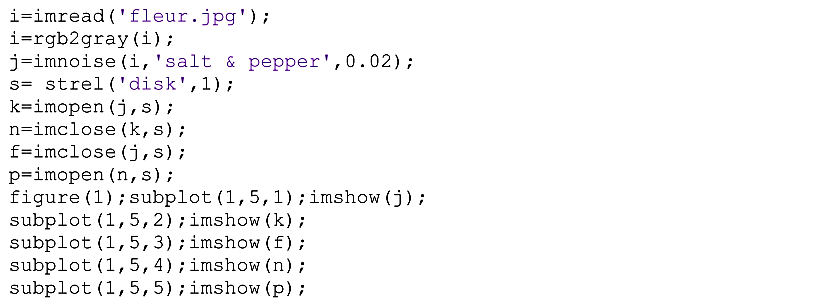 i=imread('fleur.jpg');
i=rgb2gray(i);
j=imnoise(i,'salt & pepper',0.02);
s= strel('disk',1);
k=imopen(j,s);
n=imclose(k,s);
f=imclose(j,s);
p=imopen(n,s);
figure(1);subplot(1,5,1);imshow(j);
subplot(1,5,2);imshow(k);
subplot(1,5,3);imshow(f);
subplot(1,5,4);imshow(n);
subplot(1,5,5);imshow(p);